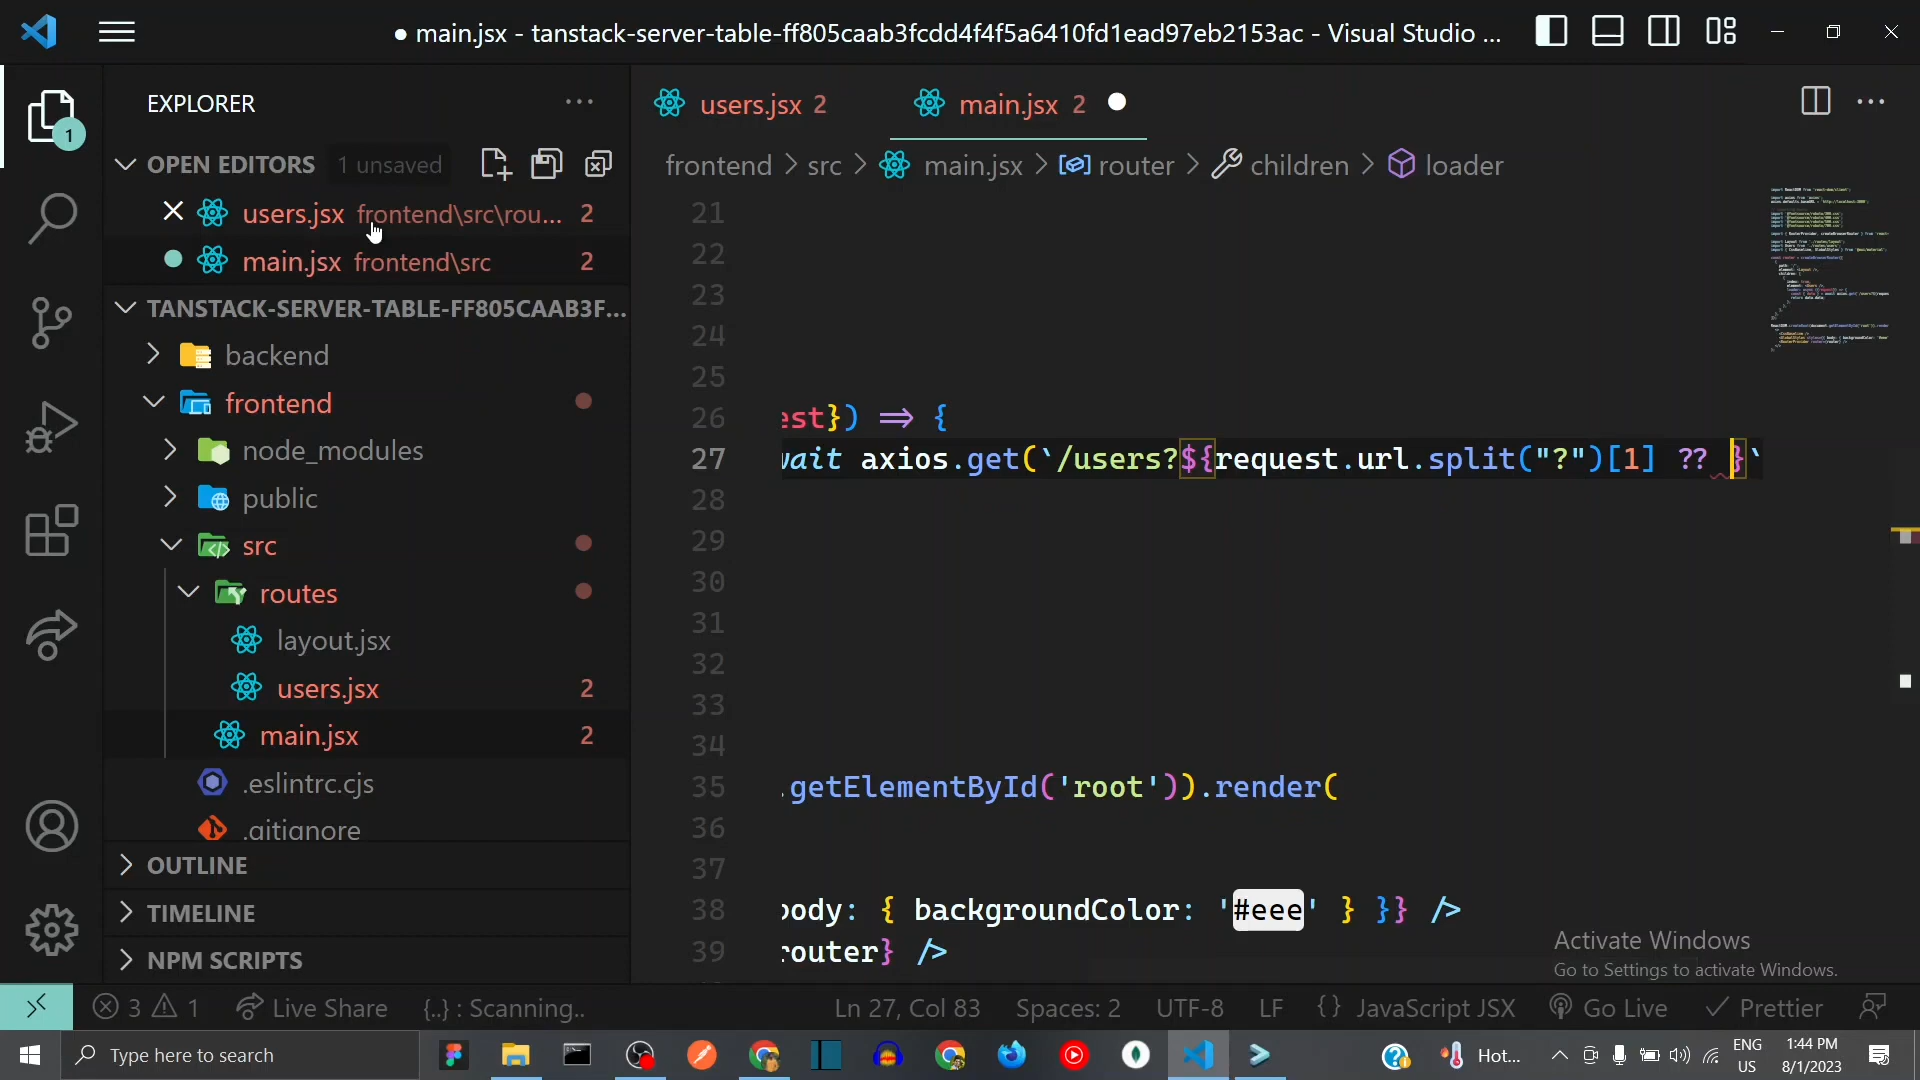 ● main.jsx - tanstack-server-table-ff805caab3fcdd4f4f5a6410fd1ead97eb2153ac - Visual Studio ...
EXPLORER
1
OPEN EDITORS 1 unsaved
users.jsx frontend\src\rou... 2
main.jsx frontend\src 2
TANSTACK-SERVER-TABLE-FF805CAAB3F...
backend
frontend
node_modules
public
src
routes
layout.jsx
users.jsx 2
main.jsx 2
.eslintrc.cjs
.gitignore
OUTLINE
TIMELINE
NPM SCRIPTS
users.jsx 2
main.jsx 2
frontend > src > main.jsx > router > children > loader
21
22
23
24
25
26 est}) => {
27 wait axios.get(`/users?${request.url.split("?")[1] ?? }`
28
29
30
31
32
33
34
35 .getElementById('root')).render(
36
37
38 body: { backgroundColor: '#eee' } }} />
39 router} />
Activate Windows
Go to Settings to activate Windows.
3 1 Live Share {..} : Scanning.. Ln 27, Col 83 Spaces: 2 UTF-8 LF {} JavaScript JSX Go Live Prettier
Type here to search
Hot...
ENG
US
1:44 PM
8/1/2023